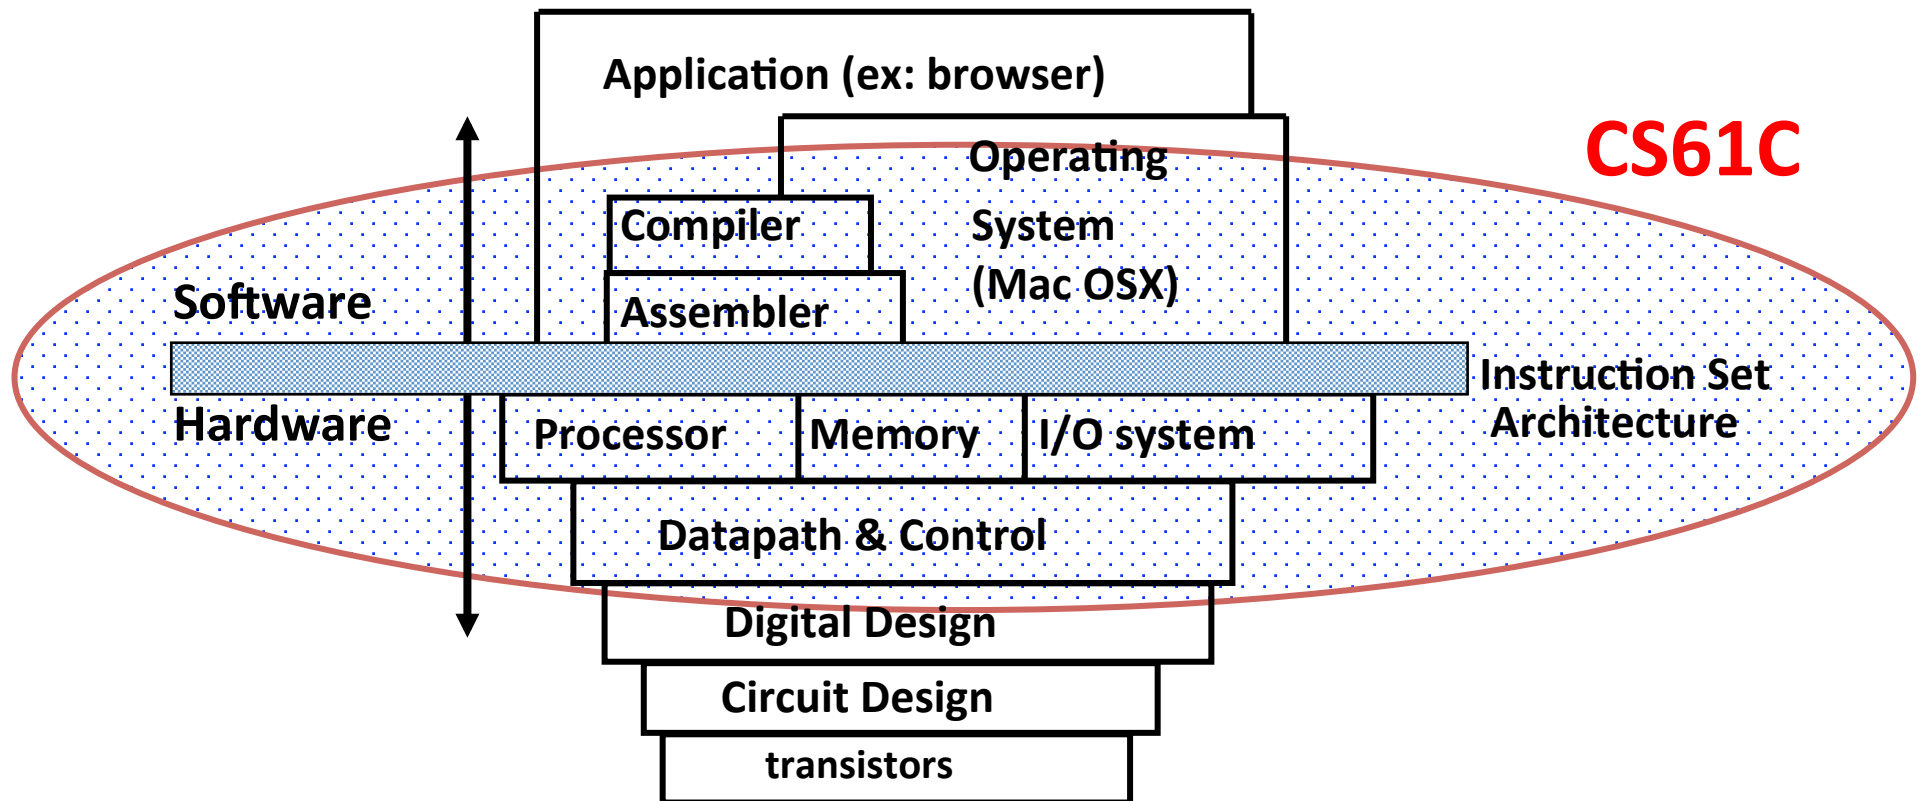 Application (ex: browser)
CS61C
Operating
Compiler
System
(Mac OSX)
Software
Assembler
Instruction Set
Architecture
Hardware
Processor
Memory
I/O system
Datapath & Control
Digital Design
Circuit Design
transistors